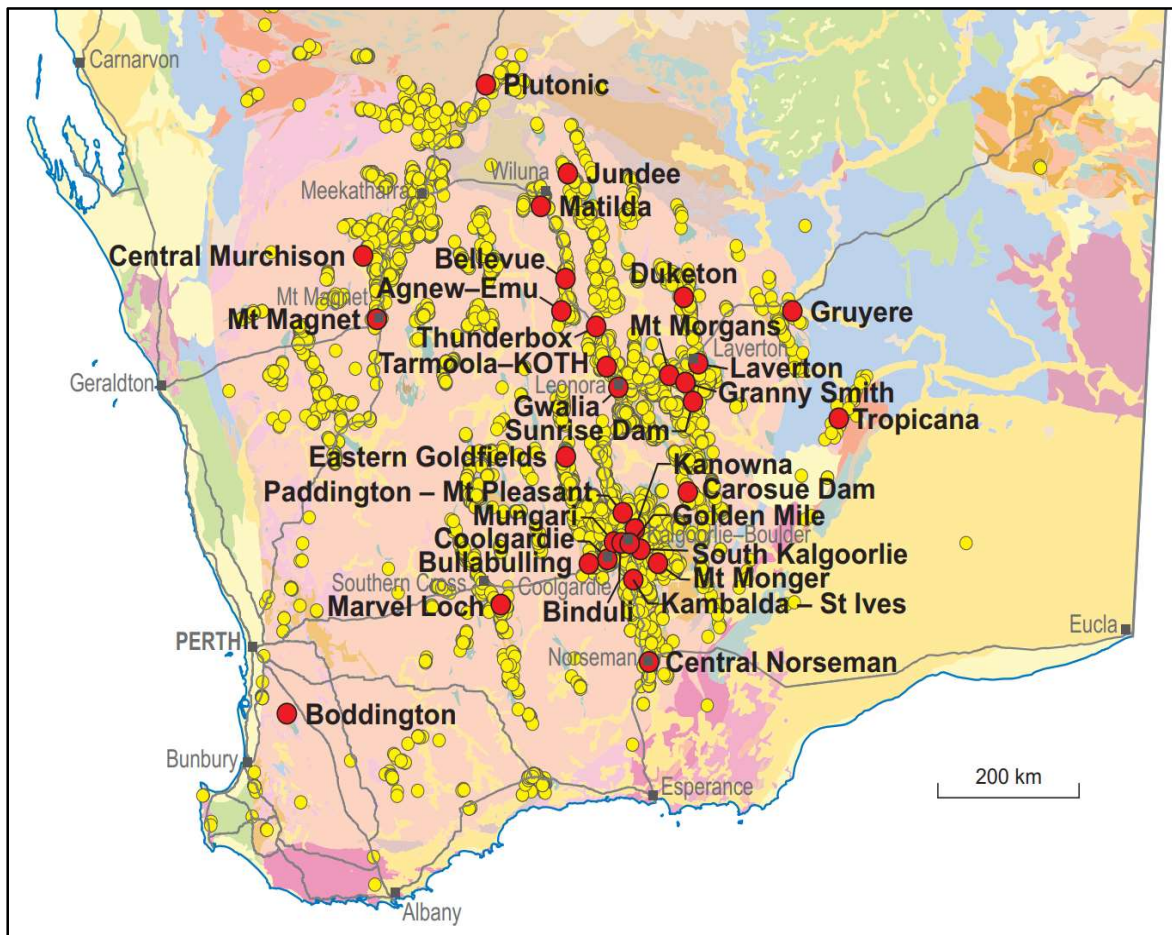 Carnarvon
Plutonic
Wiluna
Jundee
Meekatharra
Matilda
Central Murchison
Bellevue
Duketon
Agnew–Emu
Mt Magnet
Mt Magnet
Gruyere
Thunderbox
Mt Morgans
Laverton
Tarmoola–KOTH
Laverton
Geraldton
Leonora
Granny Smith
Gwalia
Tropicana
Sunrise Dam
Eastern Goldfields
Kanowna
Paddington – Mt Pleasant
Carosue Dam
Mungari
Golden Mile
Coolgardie
Kalgoorlie–Boulder
Bullabulling
South Kalgoorlie
Southern Cross
Coolgardie
Mt Monger
Marvel Loch
Binduli
Kambalda – St Ives
Eucla
PERTH
Norseman
Central Norseman
Boddington
Bunbury
200 km
Esperance
Albany